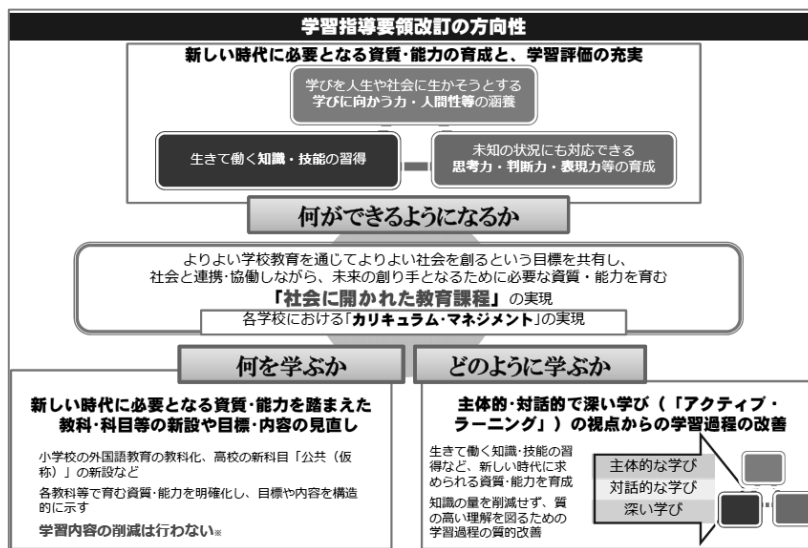 学習指導要領改訂の方向性
新しい時代に必要となる資質･能力の育成と、学習評価の充実
学びを人生や社会に生かそうとする
学びに向かう力・人間性等の涵養
生きて働く知識・技能の習得
未知の状況にも対応できる
思考力・判断力・表現力等の育成
何ができるようになるか
よりよい学校教育を通じてよりよい社会を創るという目標を共有し、
社会と連携･協働しながら、未来の創り手となるために必要な資質・能力を育む
「社会に開かれた教育課程」の実現
各学校における｢カリキュラム･マネジメント｣の実現
何を学ぶか
新しい時代に必要となる資質･能力を踏まえた
教科･科目等の新設や目標･内容の見直し
小学校の外国語教育の教科化、高校の新科目「公共（仮
称）」の新設など
各教科等で育む資質･能力を明確化し、目標や内容を構造
的に示す
学習内容の削減は行わない※
どのように学ぶか
主体的･対話的で深い学び（「アクティブ・
ラーニング」）の視点からの学習過程の改善
生きて働く知識･技能の習
得など、新しい時代に求
められる資質･能力を育成
知識の量を削減せず、質
の高い理解を図るための
学習過程の質的改善
主体的な学び
対話的な学び
深い学び